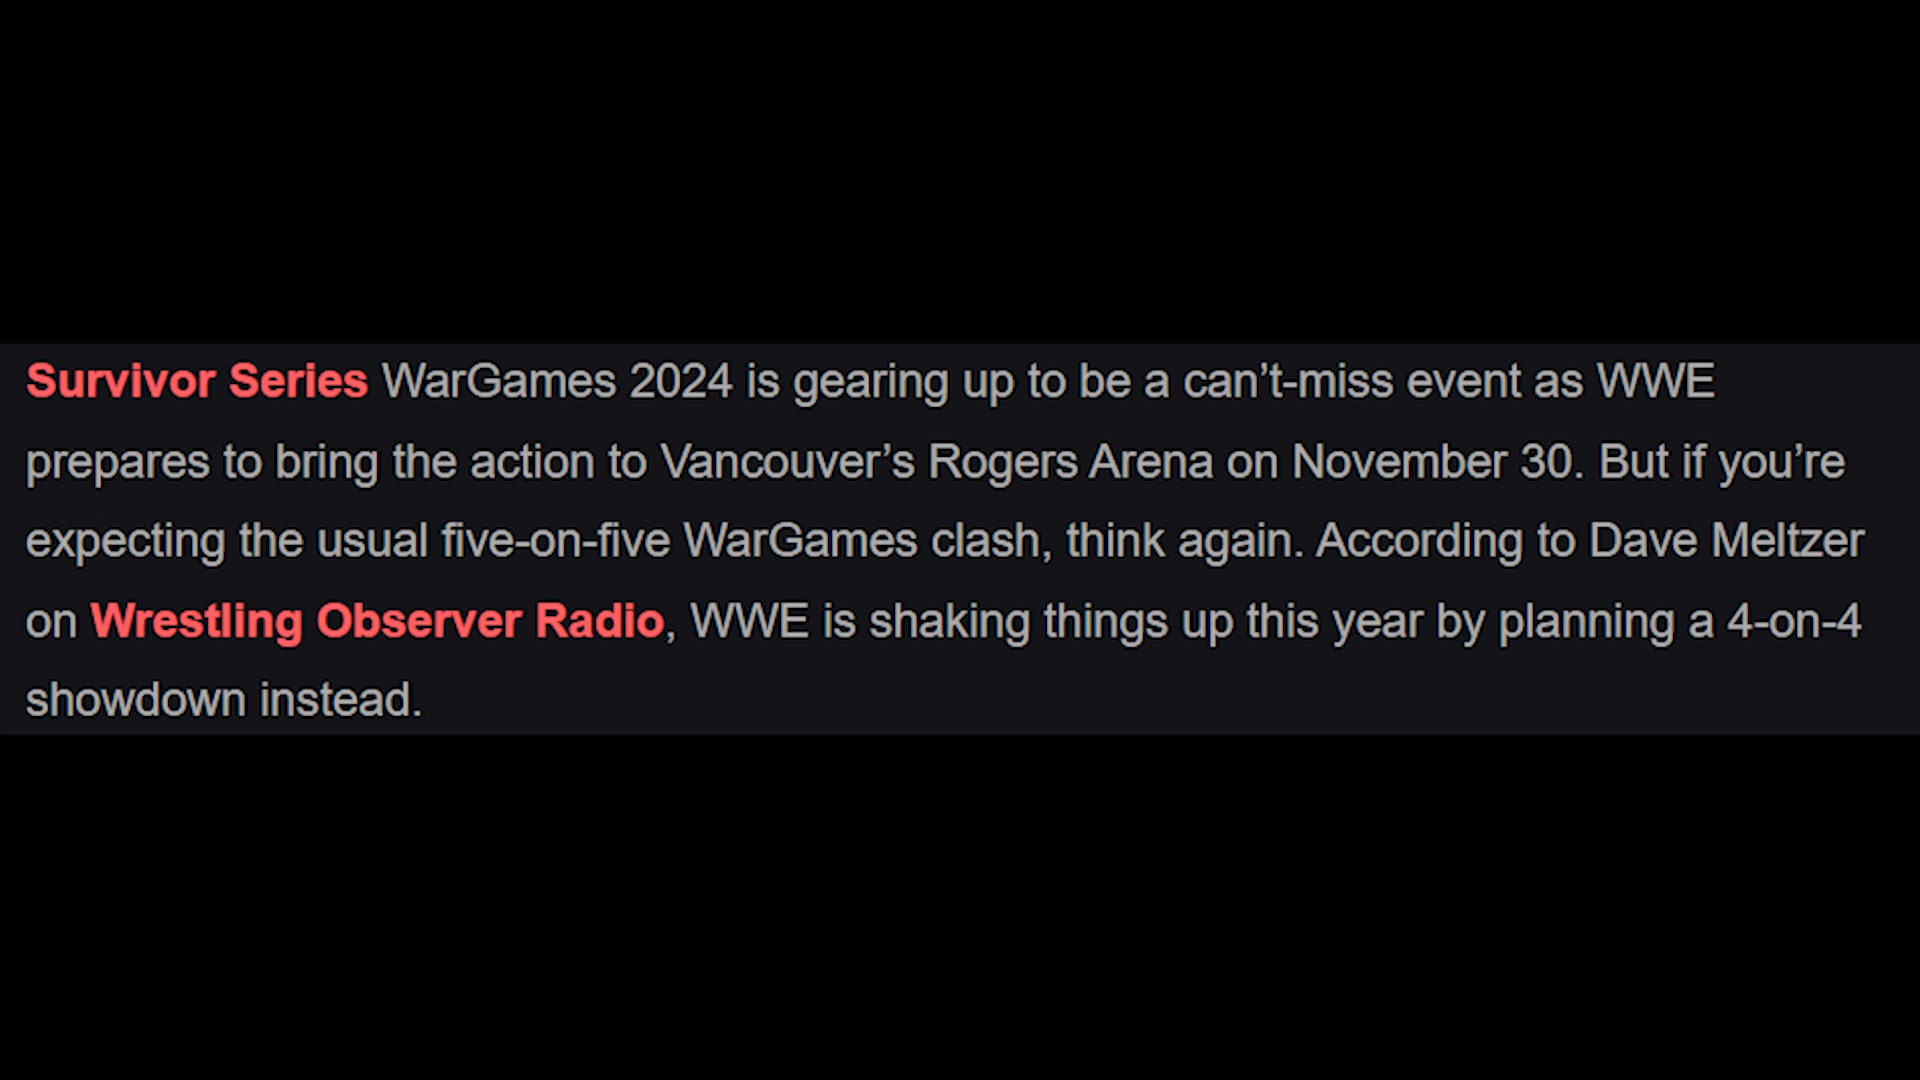 Survivor Series WarGames 2024 is gearing up to be a can’t-miss event as WWE
prepares to bring the action to Vancouver’s Rogers Arena on November 30. But if you’re
expecting the usual five-on-five WarGames clash, think again. According to Dave Meltzer
on Wrestling Observer Radio, WWE is shaking things up this year by planning a 4-on-4
showdown instead.